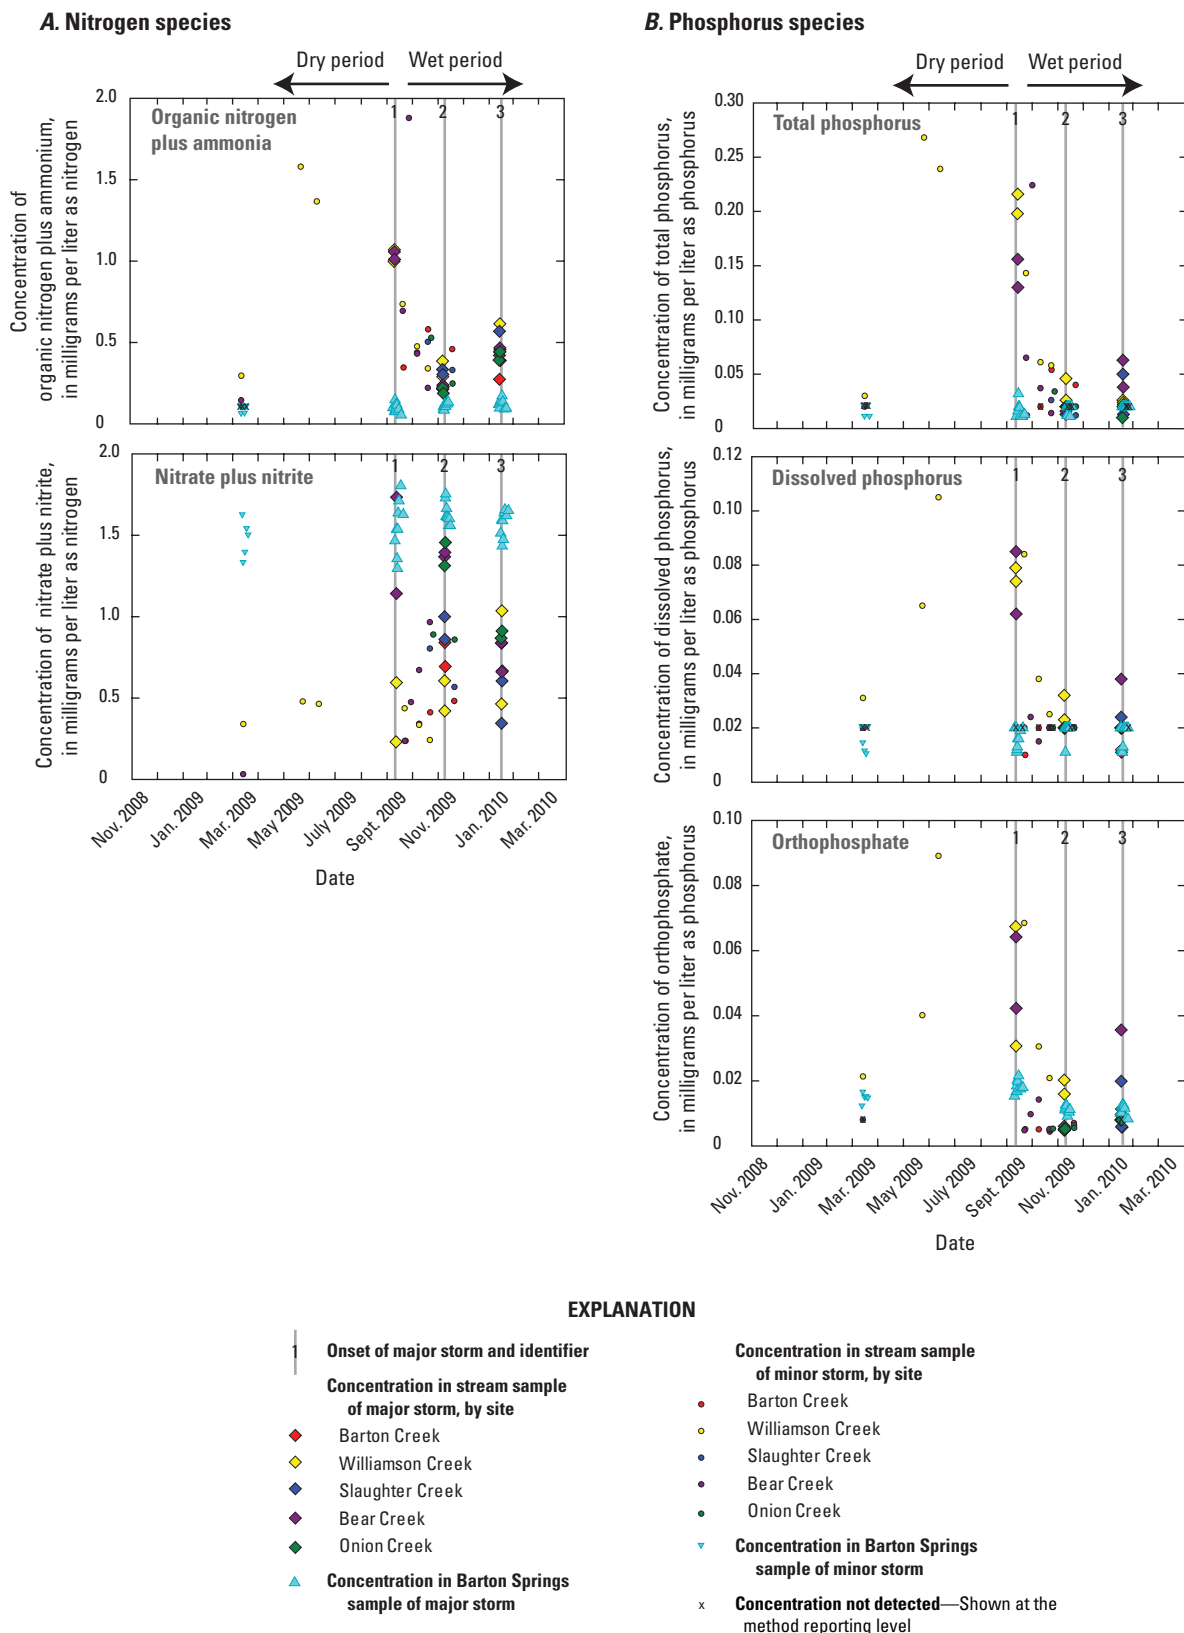 A. Nitrogen species
Dry period
Wet period
2.0
1.5
1.0
0.5
0
Concentration of
organic nitrogen plus ammonium,
in milligrams per liter as nitrogen
Organic nitrogen
plus ammonia
1
2
3
2.0
1.5
1.0
0.5
0
Concentration of nitrate plus nitrite,
in milligrams per liter as nitrogen
Nitrate plus nitrite
1
2
3
Nov. 2008
Jan. 2009
Mar. 2009
May 2009
July 2009
Sept. 2009
Nov. 2009
Jan. 2010
Mar. 2010
Date
B. Phosphorus species
Dry period
Wet period
0.30
0.25
0.20
0.15
0.10
0.05
0
Concentration of total phosphorus,
in milligrams per liter as phosphorus
Total phosphorus
1
2
3
0.12
0.10
0.08
0.06
0.04
0.02
0
Concentration of dissolved phosphorus,
in milligrams per liter as phosphorus
Dissolved phosphorus
1
2
3
0.10
0.08
0.06
0.04
0.02
0
Concentration of orthophosphate,
in milligrams per liter as phosphorus
Orthophosphate
1
2
3
Nov. 2008
Jan. 2009
Mar. 2009
May 2009
July 2009
Sept. 2009
Nov. 2009
Jan. 2010
Mar. 2010
Date
EXPLANATION
1 Onset of major storm and identifier
Concentration in stream sample
of major storm, by site
Barton Creek
Williamson Creek
Slaughter Creek
Bear Creek
Onion Creek
Concentration in Barton Springs
sample of major storm
Concentration in stream sample
of minor storm, by site
Barton Creek
Williamson Creek
Slaughter Creek
Bear Creek
Onion Creek
Concentration in Barton Springs
sample of minor storm
x Concentration not detected—Shown at the
method reporting level